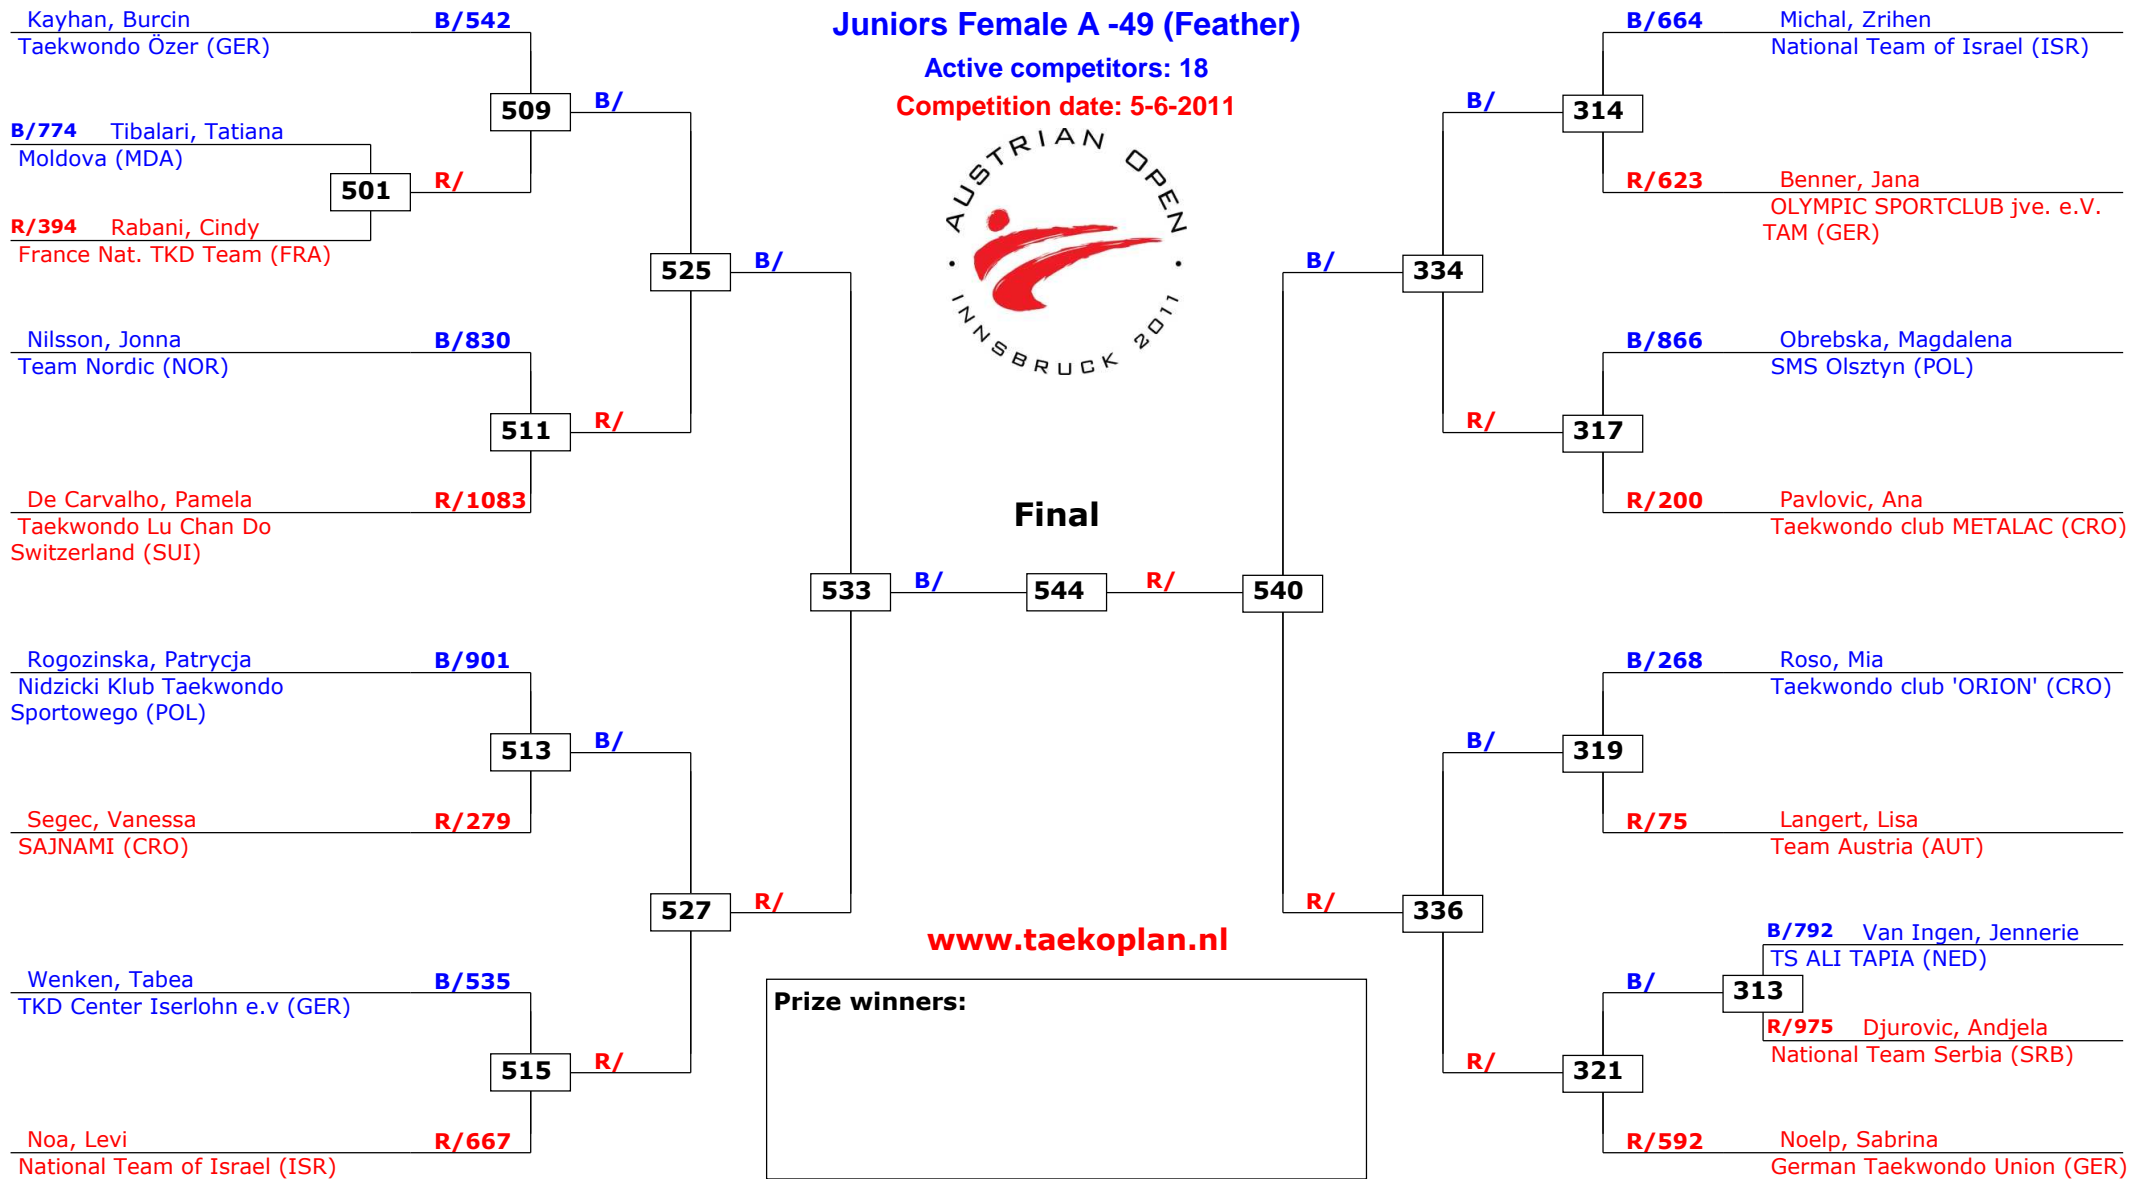 Juniors Female A -49 (Feather)
Active competitors: 18
Competition date: 5-6-2011
AUSTRIAN OPEN
· INNSBRUCK 2011 ·
Kayhan, Burcin B/542
Taekwondo Özer (GER)
509 B/
B/774 Tibalari, Tatiana
Moldova (MDA)
501 R/
R/394 Rabani, Cindy
France Nat. TKD Team (FRA)
525 B/
Nilsson, Jonna B/830
Team Nordic (NOR)
511 R/
De Carvalho, Pamela R/1083
Taekwondo Lu Chan Do
Switzerland (SUI)
Final
533 B/ 544 R/ 540
Rogozinska, Patrycja B/901
Nidzicki Klub Taekwondo
Sportowego (POL)
513 B/
Segec, Vanessa R/279
SAJNAMI (CRO)
527 R/
Wenken, Tabea B/535
TKD Center Iserlohn e.v (GER)
515 R/
Noa, Levi R/667
National Team of Israel (ISR)
B/664 Michal, Zrihen
National Team of Israel (ISR)
B/ 314
R/623 Benner, Jana
OLYMPIC SPORTCLUB jve. e.V.
TAM (GER)
B/ 334
B/866 Obrebska, Magdalena
SMS Olsztyn (POL)
R/ 317
R/200 Pavlovic, Ana
Taekwondo club METALAC (CRO)
B/268 Roso, Mia
Taekwondo club 'ORION' (CRO)
B/ 319
R/75 Langert, Lisa
Team Austria (AUT)
R/ 336
B/792 Van Ingen, Jennerie
TS ALI TAPIA (NED)
B/ 313
R/975 Djurovic, Andjela
National Team Serbia (SRB)
R/ 321
R/592 Noelp, Sabrina
German Taekwondo Union (GER)
www.taekoplan.nl
Prize winners: